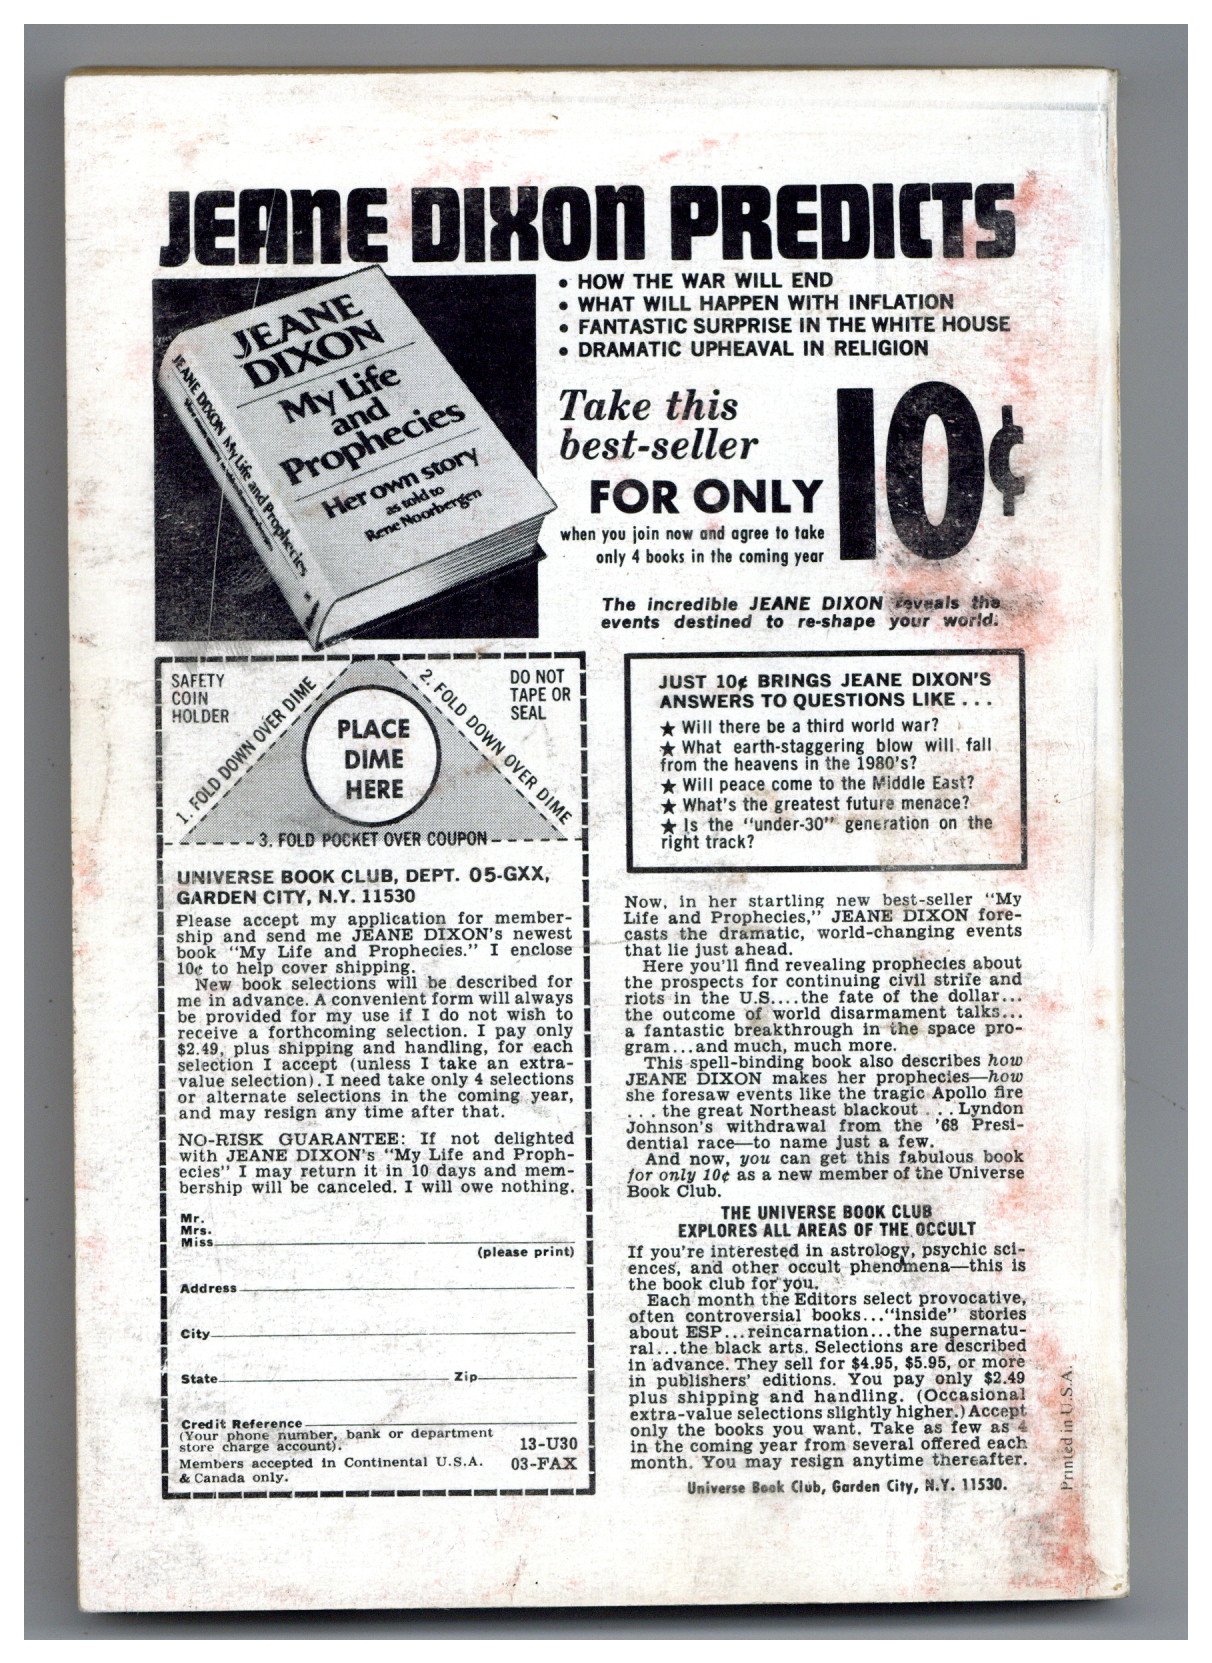 JEANE DIXON PREDICTS
JEANE
DIXON
My Life
and
Prophecies
Her own story
as told to
Rene Noorbergen
JEANE DIXON My Life and Prophecies
• HOW THE WAR WILL END
• WHAT WILL HAPPEN WITH INFLATION
• FANTASTIC SURPRISE IN THE WHITE HOUSE
• DRAMATIC UPHEAVAL IN RELIGION
Take this
best-seller
FOR ONLY
10¢
when you join now and agree to take
only 4 books in the coming year
The incredible JEANE DIXON reveals the
events destined to re-shape your world.
SAFETY
COIN
HOLDER
1. FOLD DOWN OVER DIME
PLACE
DIME
HERE
2. FOLD DOWN OVER DIME
DO NOT
TAPE OR
SEAL
3. FOLD POCKET OVER COUPON
UNIVERSE BOOK CLUB, DEPT. 05-GXX,
GARDEN CITY, N.Y. 11530
Please accept my application for member-
ship and send me JEANE DIXON's newest
book "My Life and Prophecies." I enclose
10¢ to help cover shipping.
New book selections will be described for
me in advance. A convenient form will always
be provided for my use if I do not wish to
receive a forthcoming selection. I pay only
$2.49, plus shipping and handling, for each
selection I accept (unless I take an extra-
value selection). I need take only 4 selections
or alternate selections in the coming year,
and may resign any time after that.
NO-RISK GUARANTEE: If not delighted
with JEANE DIXON's "My Life and Proph-
ecies" I may return it in 10 days and mem-
bership will be canceled. I will owe nothing.
Mr.
Mrs.
Miss
(please print)
Address
City
State Zip
Credit Reference
(Your phone number, bank or department
store charge account). 13-U30
Members accepted in Continental U.S.A. 03-FAX
& Canada only.
JUST 10¢ BRINGS JEANE DIXON'S
ANSWERS TO QUESTIONS LIKE . . .
★ Will there be a third world war?
★ What earth-staggering blow will fall
from the heavens in the 1980's?
★ Will peace come to the Middle East?
★ What's the greatest future menace?
★ Is the "under-30" generation on the
right track?
Now, in her startling new best-seller "My
Life and Prophecies," JEANE DIXON fore-
casts the dramatic, world-changing events
that lie just ahead.
Here you'll find revealing prophecies about
the prospects for continuing civil strife and
riots in the U.S....the fate of the dollar...
the outcome of world disarmament talks...
a fantastic breakthrough in the space pro-
gram...and much, much more.
This spell-binding book also describes how
JEANE DIXON makes her prophecies—how
she foresaw events like the tragic Apollo fire
. . . the great Northeast blackout . . . Lyndon
Johnson's withdrawal from the '68 Presi-
dential race—to name just a few.
And now, you can get this fabulous book
for only 10¢ as a new member of the Universe
Book Club.
THE UNIVERSE BOOK CLUB
EXPLORES ALL AREAS OF THE OCCULT
If you're interested in astrology, psychic sci-
ences, and other occult phenomena—this is
the book club for you.
Each month the Editors select provocative,
often controversial books..."inside" stories
about ESP...reincarnation...the supernatu-
ral...the black arts. Selections are described
in advance. They sell for $4.95, $5.95, or more
in publishers' editions. You pay only $2.49
plus shipping and handling. (Occasional
extra-value selections slightly higher.) Accept
only the books you want. Take as few as 4
in the coming year from several offered each
month. You may resign anytime thereafter.
Universe Book Club, Garden City, N.Y. 11530.
Printed in U.S.A.